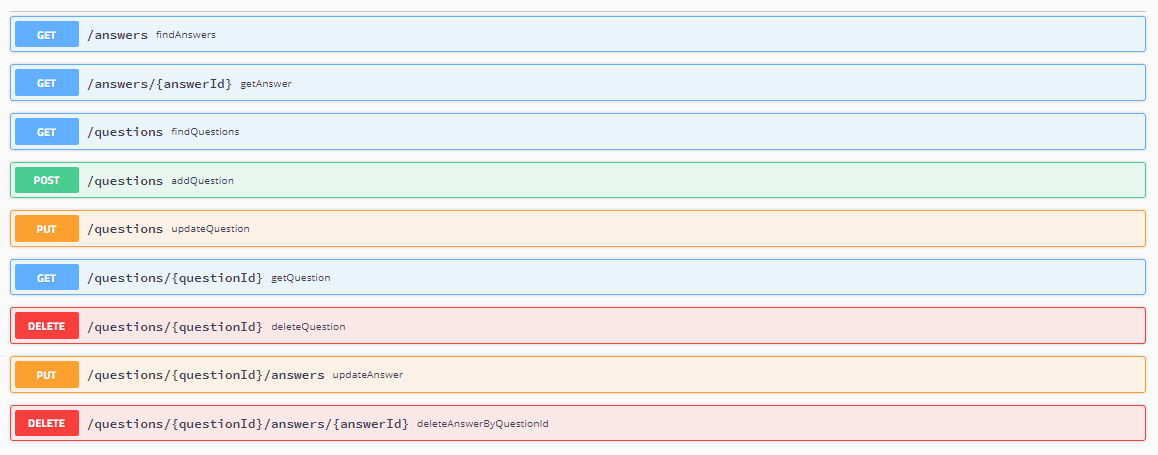 GET /answers findAnswers
GET /answers/{answerId} getAnswer
GET /questions findQuestions
POST /questions addQuestion
PUT /questions updateQuestion
GET /questions/{questionId} getQuestion
DELETE /questions/{questionId} deleteQuestion
PUT /questions/{questionId}/answers updateAnswer
DELETE /questions/{questionId}/answers/{answerId} deleteAnswerByQuestionId